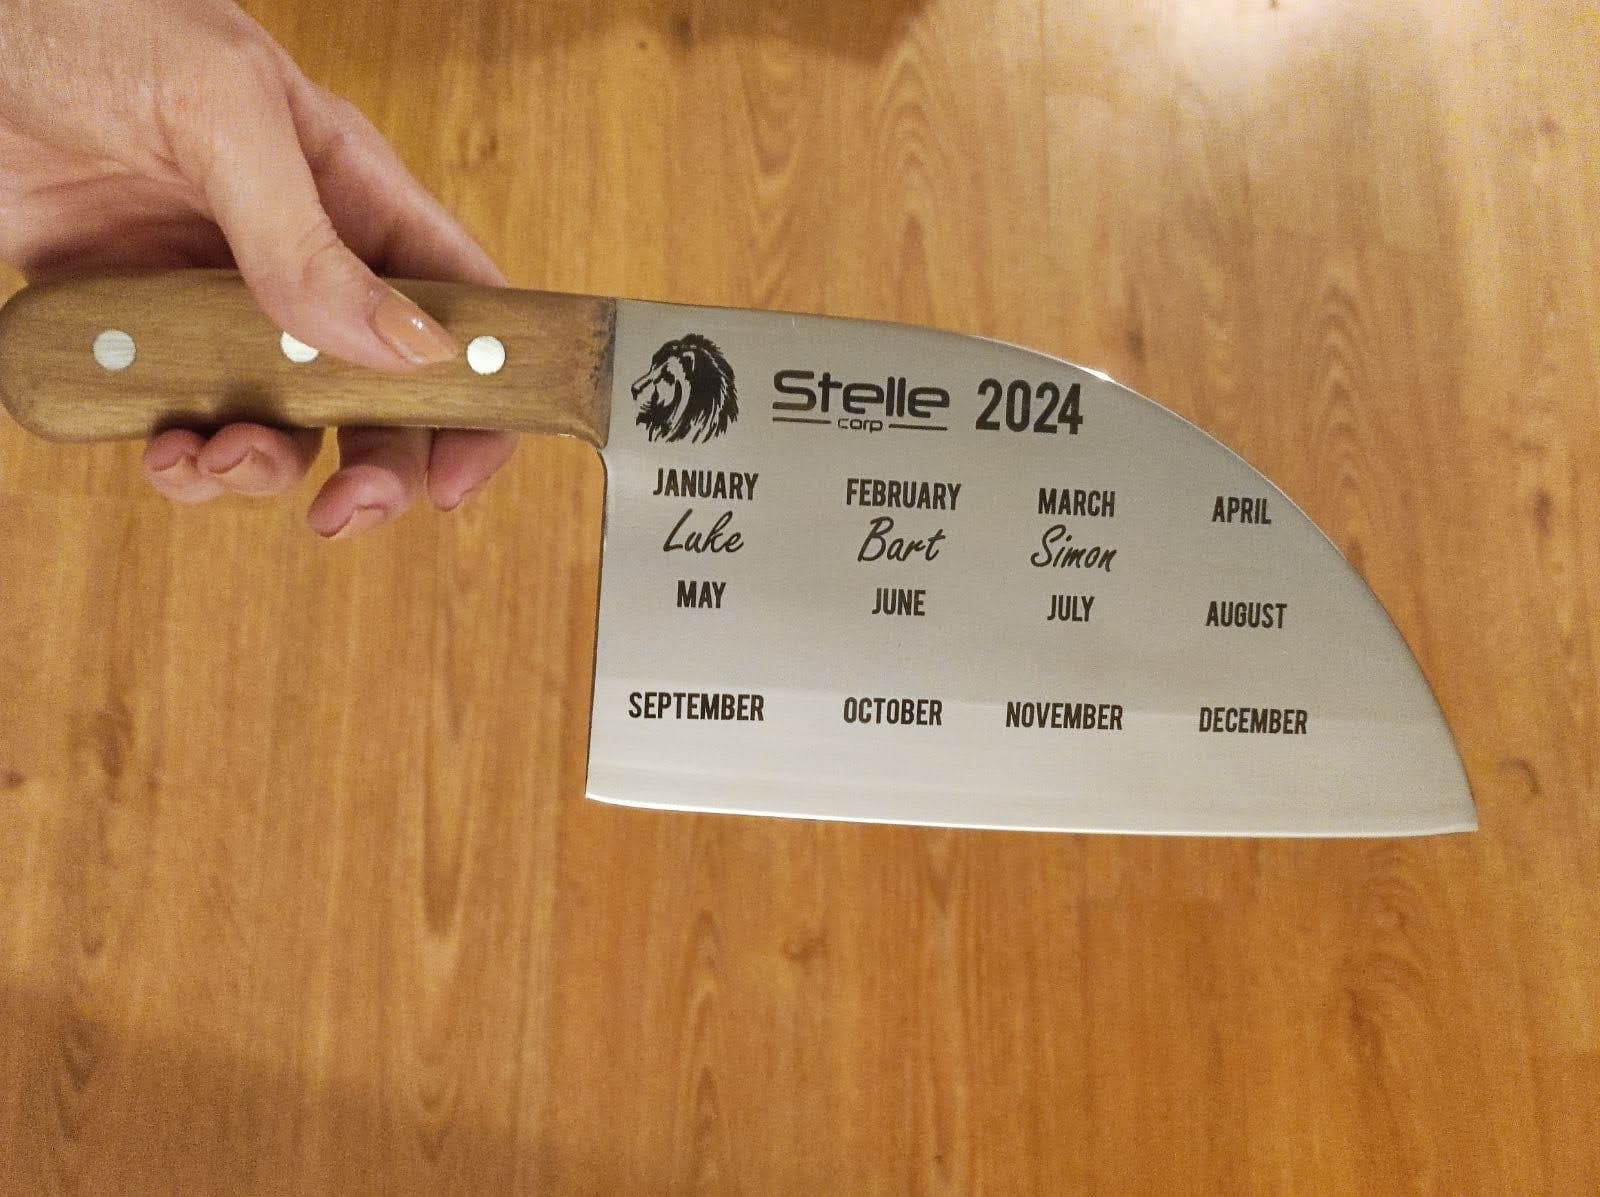 Stelle 2024
corp
JANUARY FEBRUARY MARCH APRIL
Luke Bart Simon
MAY JUNE JULY AUGUST
SEPTEMBER OCTOBER NOVEMBER DECEMBER